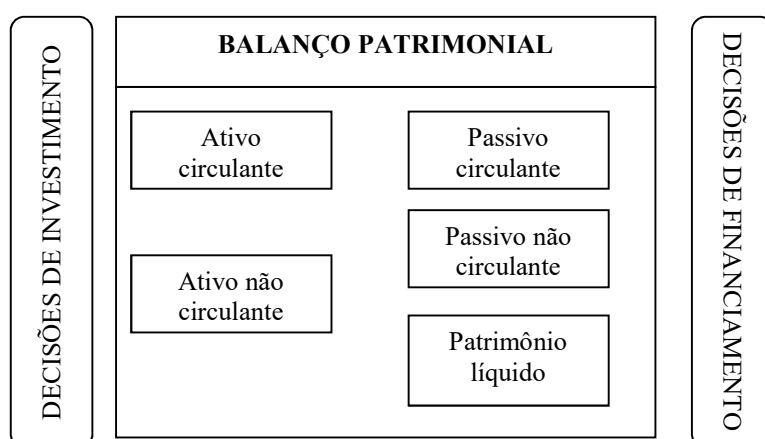 DECISÕES DE INVESTIMENTO
BALANÇO PATRIMONIAL
Ativo
circulante
Ativo não
circulante
Passivo
circulante
Passivo não
circulante
Patrimônio
líquido
DECISÕES DE FINANCIAMENTO